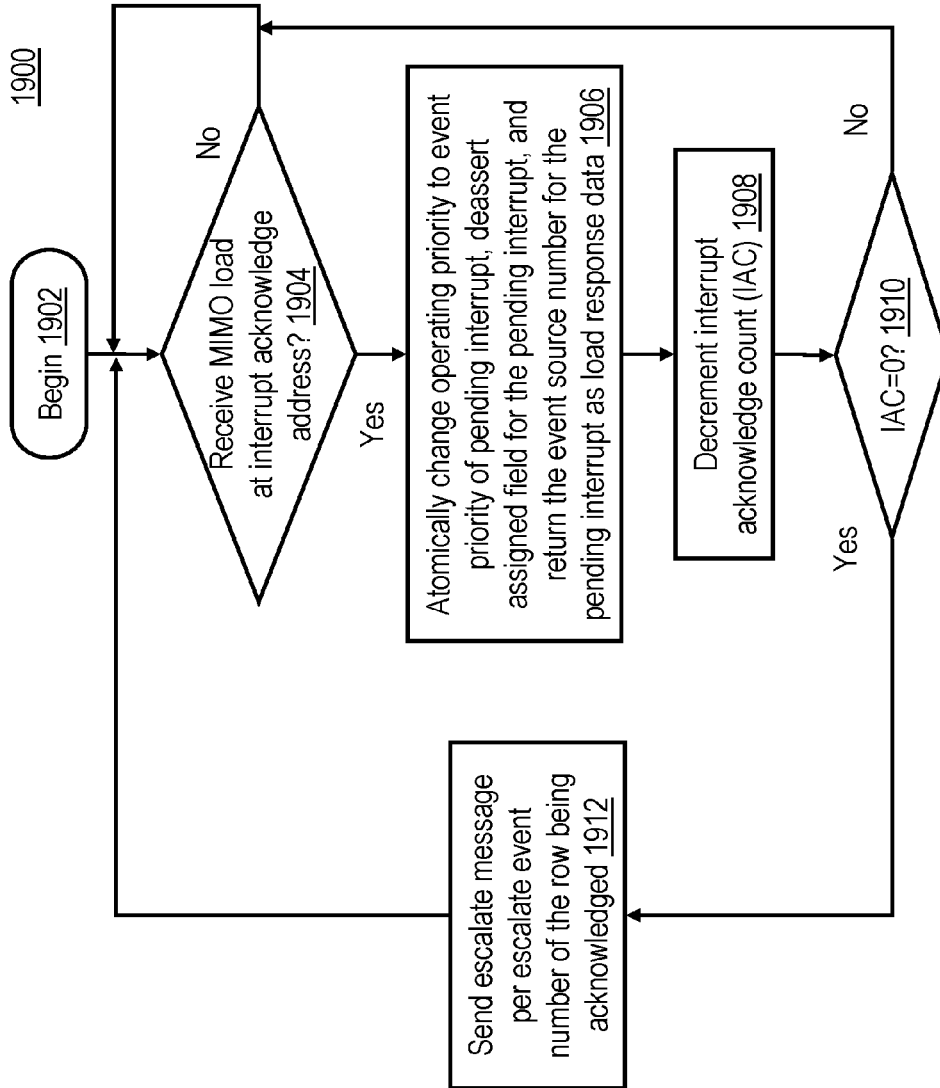 1900
Begin 1902
Receive MIMO load
at interrupt acknowledge
address? 1904
No
Yes
Atomically change operating priority to event
priority of pending interrupt, deassert
assigned field for the pending interrupt, and
return the event source number for the
pending interrupt as load response data 1906
Decrement interrupt
acknowledge count (IAC) 1908
IAC=0? 1910
No
Yes
Send escalate message
per escalate event
number of the row being
acknowledged 1912